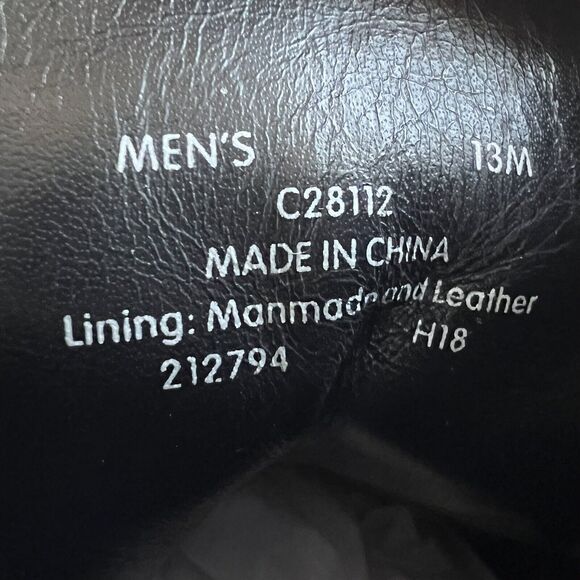 MEN'S 13M
C28112
MADE IN CHINA
Lining: Manmade and Leather
212794 H18